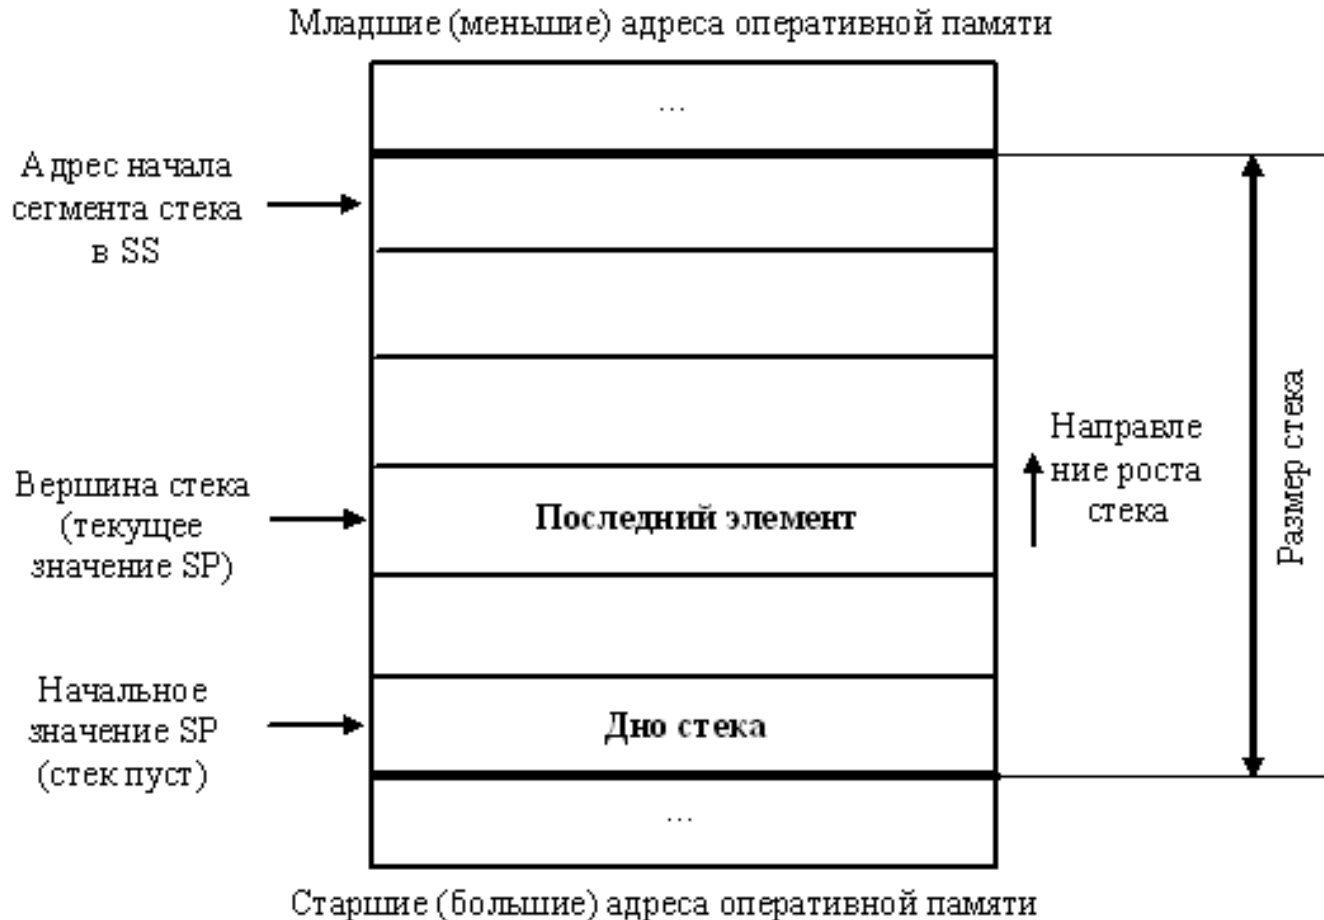 Младшие (меньшие) адреса оперативной памяти
...
Адрес начала
сегмента стека
в SS
Вершина стека
(текущее
значение SP)
Последний элемент
Направле
ние роста
стека
Размер стека
Начальное
значение SP
(стек пуст)
Дно стека
...
Старшие (большие) адреса оперативной памяти